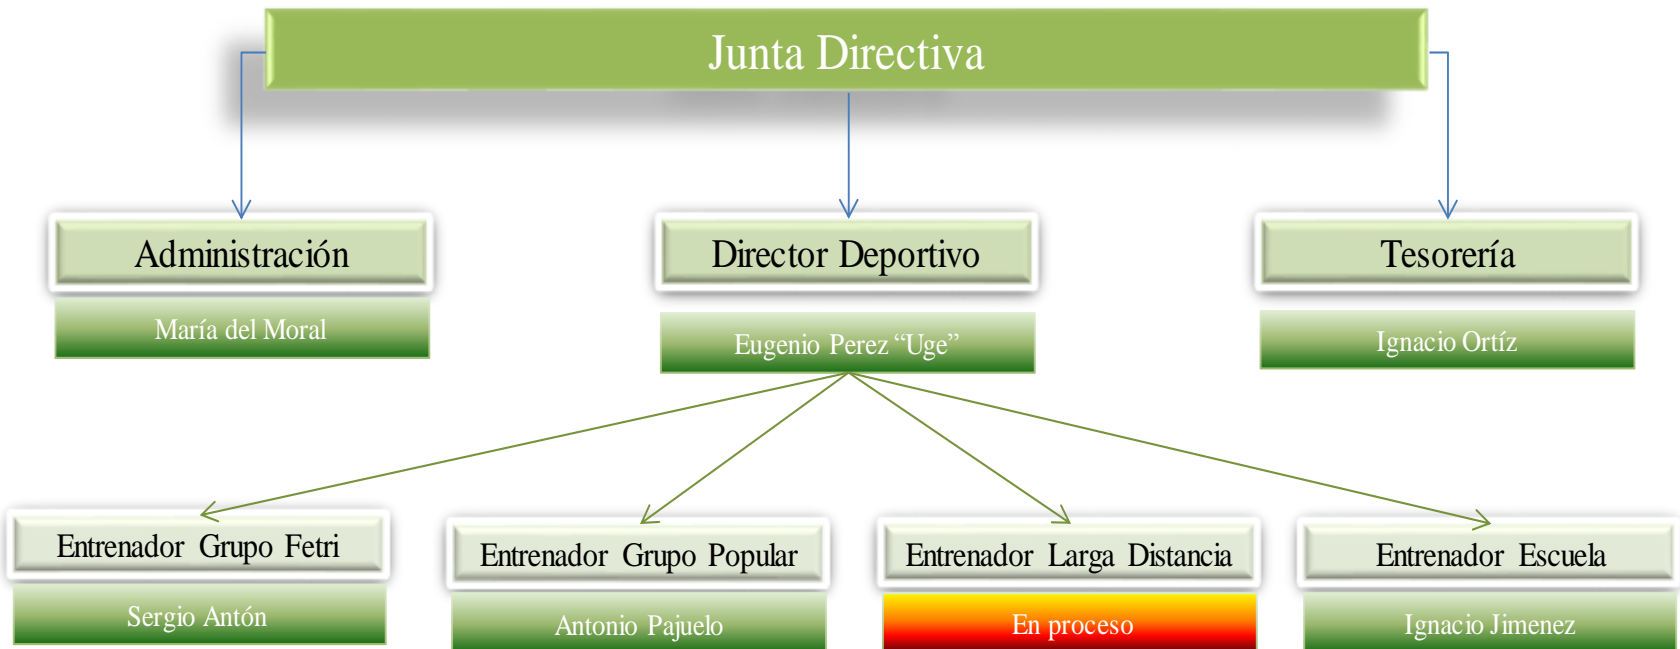 Junta Directiva
Administración
Director Deportivo
Tesorería
María del Moral
Eugenio Perez “Uge”
Ignacio Ortíz
Entrenador Grupo Fetri
Entrenador Grupo Popular
Entrenador Larga Distancia
Entrenador Escuela
Sergio Antón
Antonio Pajuelo
En proceso
Ignacio Jimenez